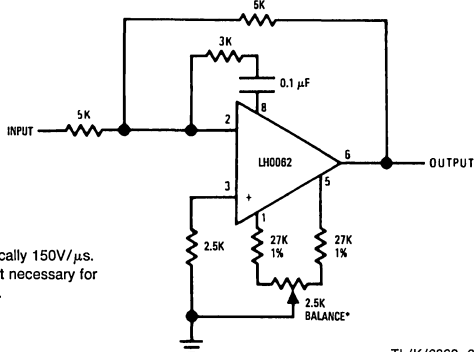 5K
3K
0.1 μF
5K
INPUT
2
8
LH0062
6
OUTPUT
3
+
5
1
2.5K
27K
1%
27K
1%
cally 150V/μs.
t necessary for
.
2.5K
BALANCE*